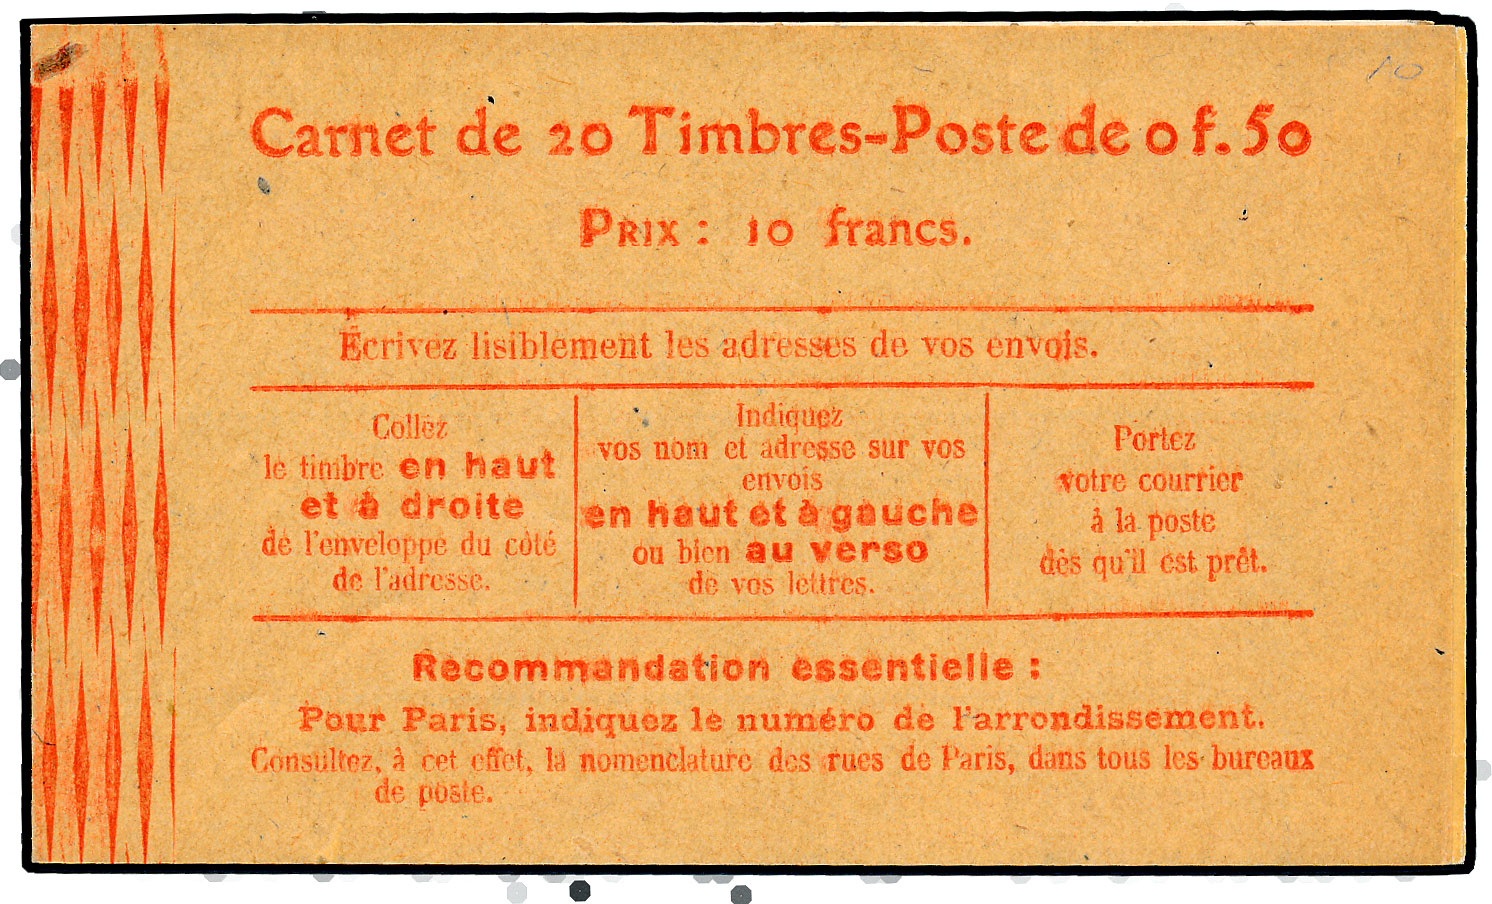 10
Carnet de 20 Timbres-Poste de 0 f. 50
PRIX : 10 francs.
Écrivez lisiblement les adresses de vos envois.
Collez
le timbre en haut
et à droite
de l'enveloppe du côté
de l'adresse.
Indiquez
vos nom et adresse sur vos
envois
en haut et à gauche
ou bien au verso
de vos lettres.
Portez
votre courrier
à la poste
dès qu'il est prêt.
Recommandation essentielle :
Pour Paris, indiquez le numéro de l'arrondissement.
Consultez, à cet effet, la nomenclature des rues de Paris, dans tous les bureaux
de poste.